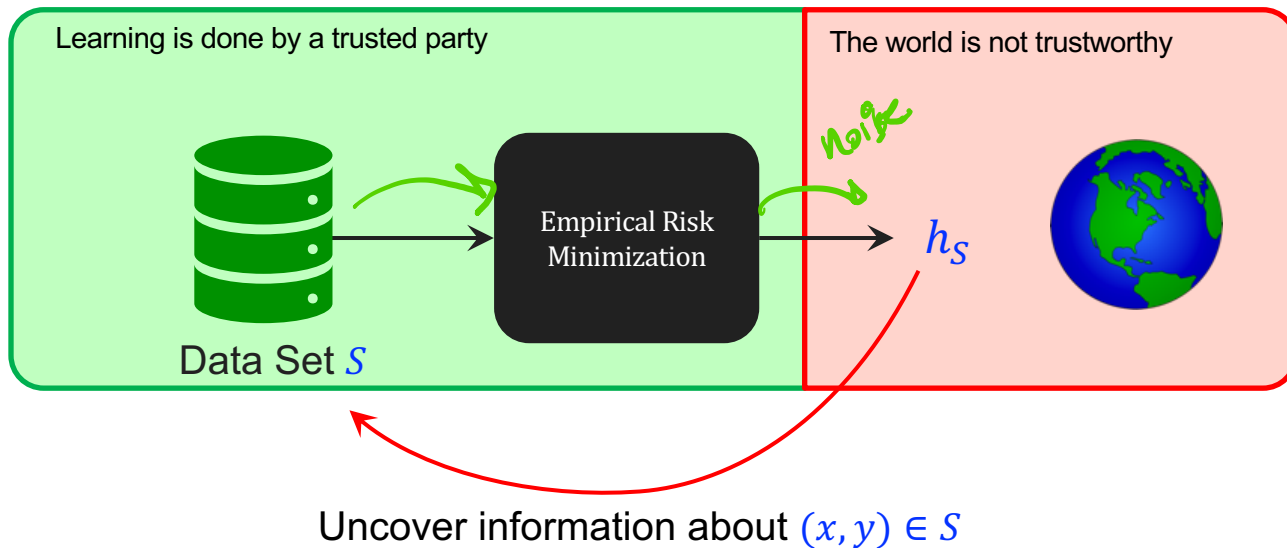 Learning is done by a trusted party
The world is not trustworthy
noise
Empirical Risk
Minimization
h_S
Data Set S
Uncover information about (x, y) ∈ S